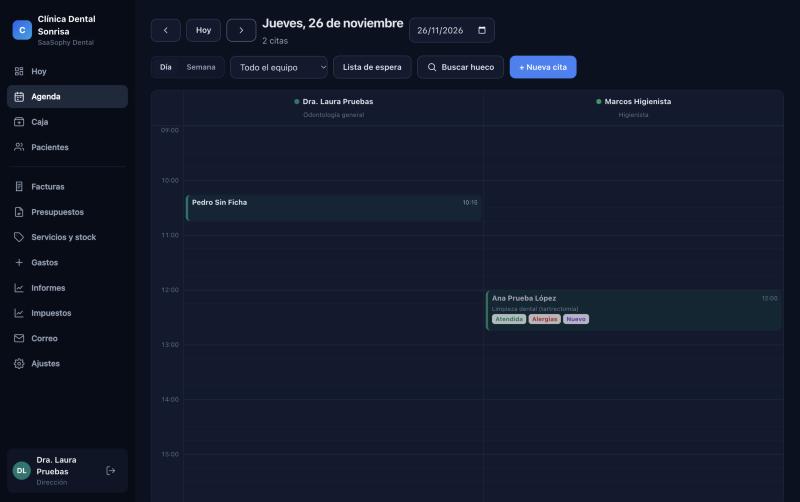 C
Clínica Dental
Sonrisa
SaaSophy Dental
Hoy
Agenda
Caja
Pacientes
Facturas
Presupuestos
Servicios y stock
Gastos
Informes
Impuestos
Correo
Ajustes
DL
Dra. Laura
Pruebas
Dirección
Hoy
Jueves, 26 de noviembre
2 citas
26/11/2026
Día
Semana
Todo el equipo
Lista de espera
Buscar hueco
+ Nueva cita
Dra. Laura Pruebas
Odontología general
Marcos Higienista
Higienista
09:00
10:00
Pedro Sin Ficha
10:15
11:00
12:00
Ana Prueba López
12:00
Limpieza dental (tartrectomía)
Atendida
Alergias
Nuevo
13:00
14:00
15:00